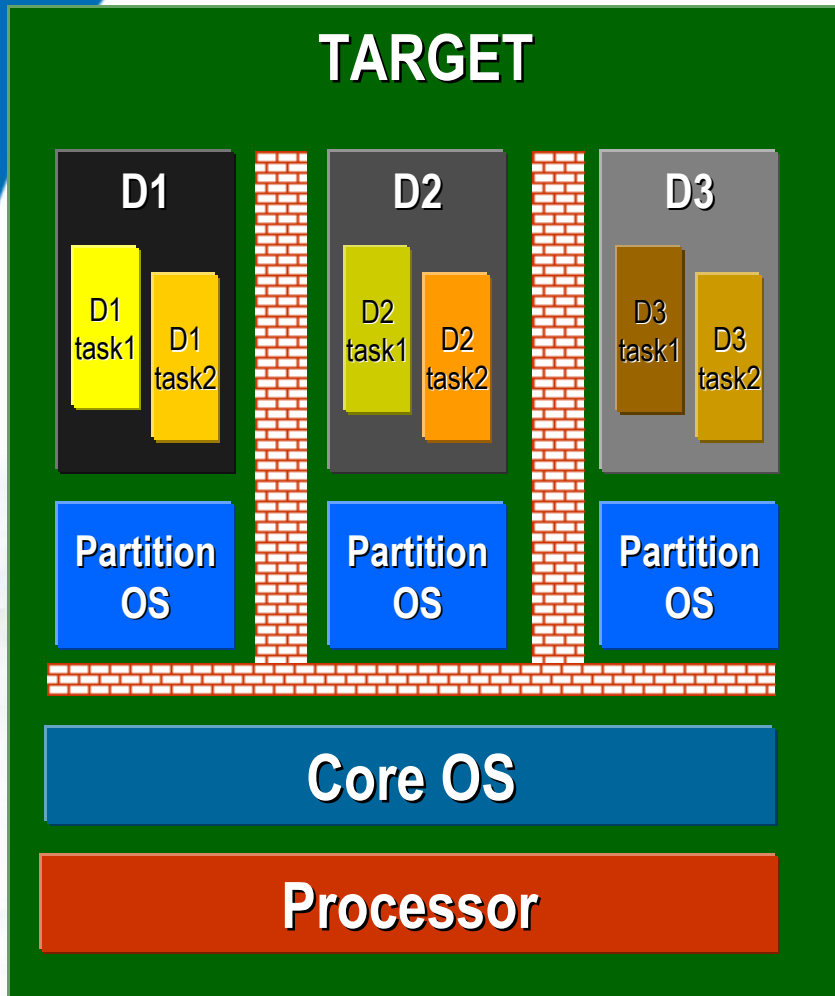 TARGET
D1
D1
task1
D1
task2
D2
D2
task1
D2
task2
D3
D3
task1
D3
task2
Partition
OS
Partition
OS
Partition
OS
Core OS
Processor